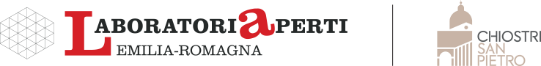 LABORATORIAPERTI
EMILIA-ROMAGNA
CHIOSTRI
SAN
PIETRO